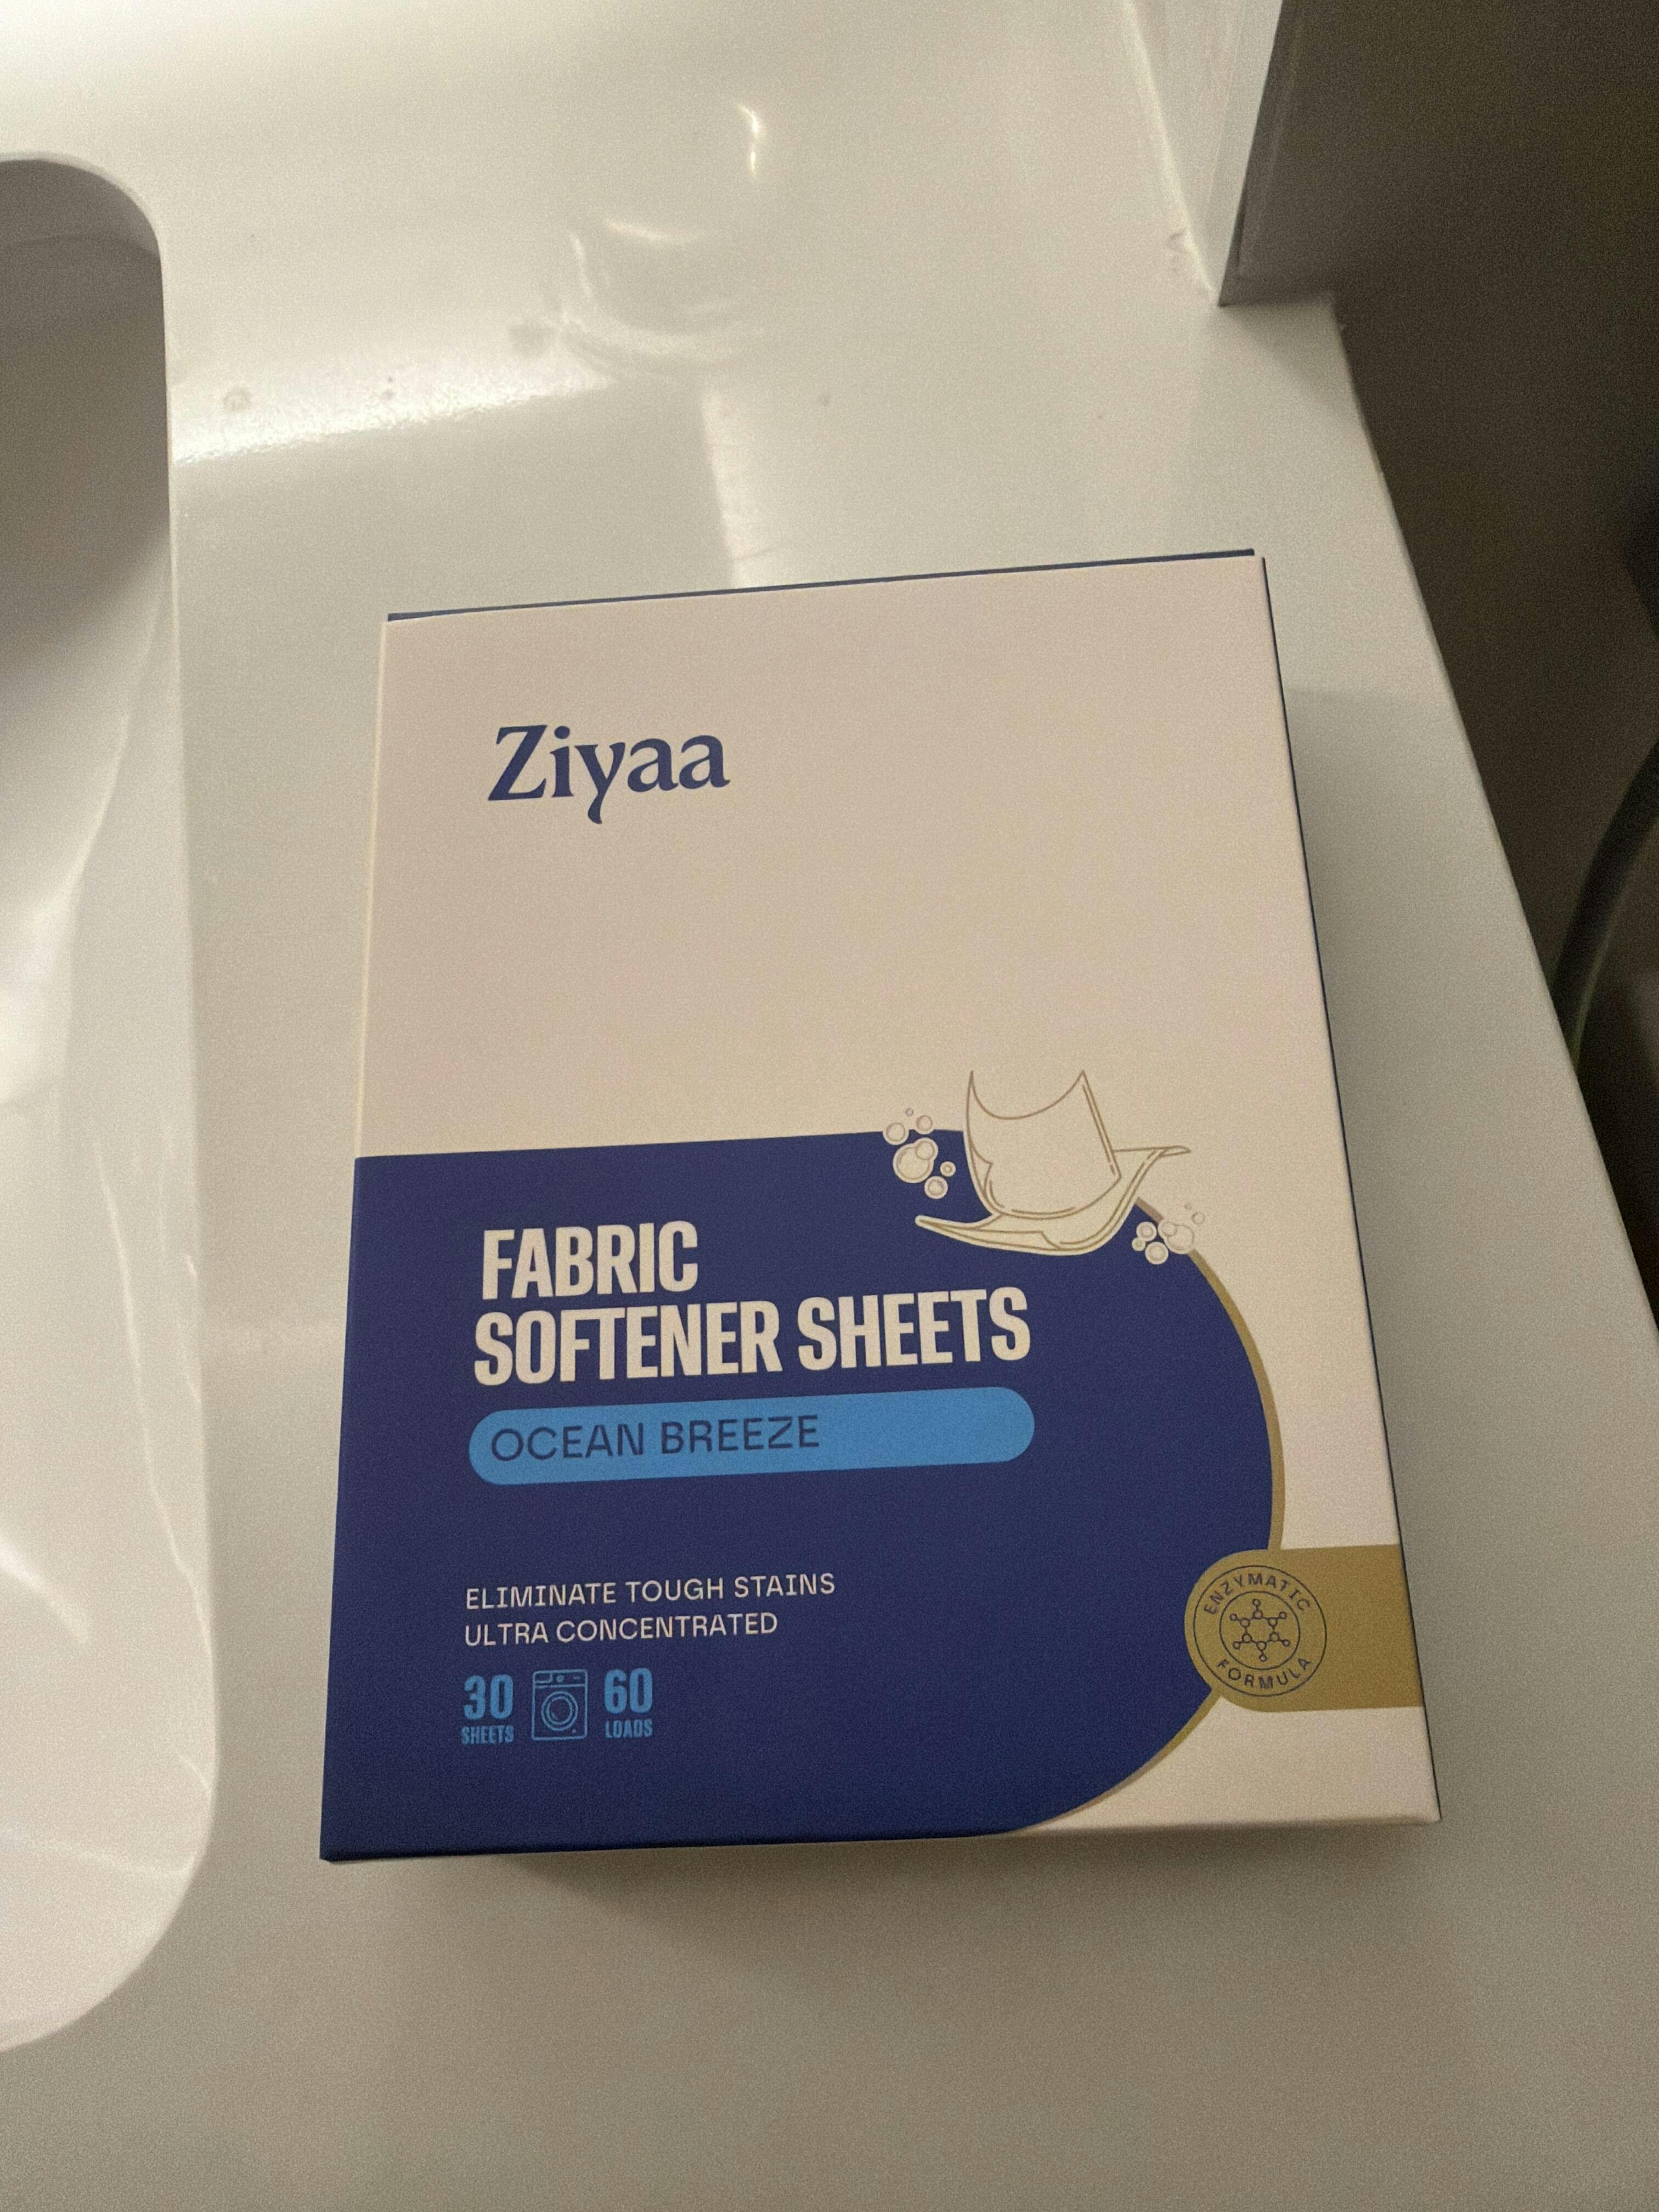 Ziyaa
FABRIC
SOFTENER SHEETS
OCEAN BREEZE
ELIMINATE TOUGH STAINS
ULTRA CONCENTRATED
30 60
SHEETS LOADS
ENZYMATIC
FORMULA